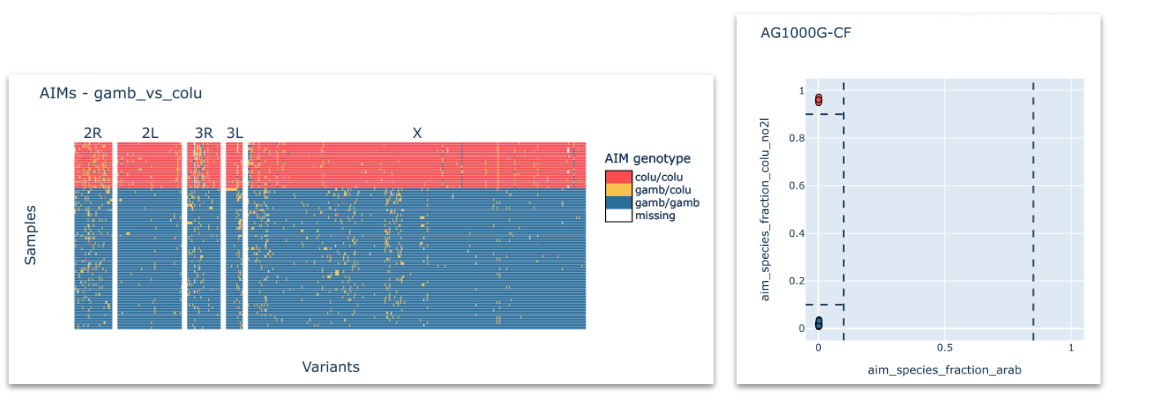 AIMs - gamb_vs_colu
2R 2L 3R 3L X
Samples
Variants
AIM genotype
colu/colu
gamb/colu
gamb/gamb
missing
AG1000G-CF
aim_species_fraction_colu_no2l
1
0.8
0.6
0.4
0.2
0
0 0.5 1
aim_species_fraction_arab